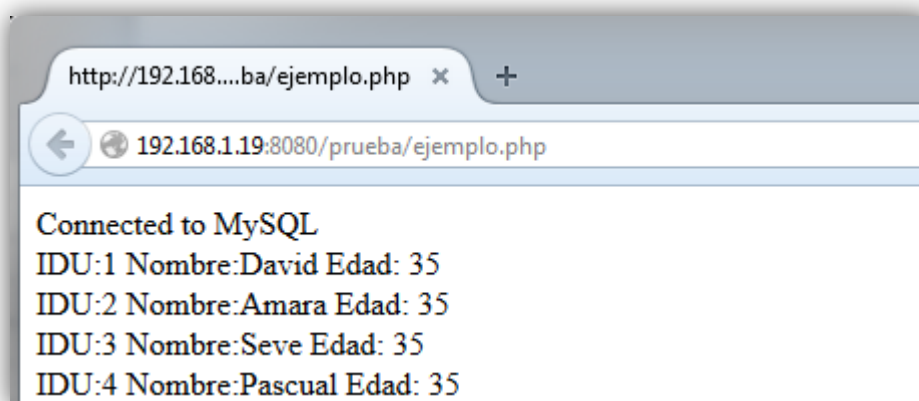 http://192.168....ba/ejemplo.php
192.168.1.19:8080/prueba/ejemplo.php
Connected to MySQL
IDU:1 Nombre:David Edad: 35
IDU:2 Nombre:Amara Edad: 35
IDU:3 Nombre:Seve Edad: 35
IDU:4 Nombre:Pascual Edad: 35